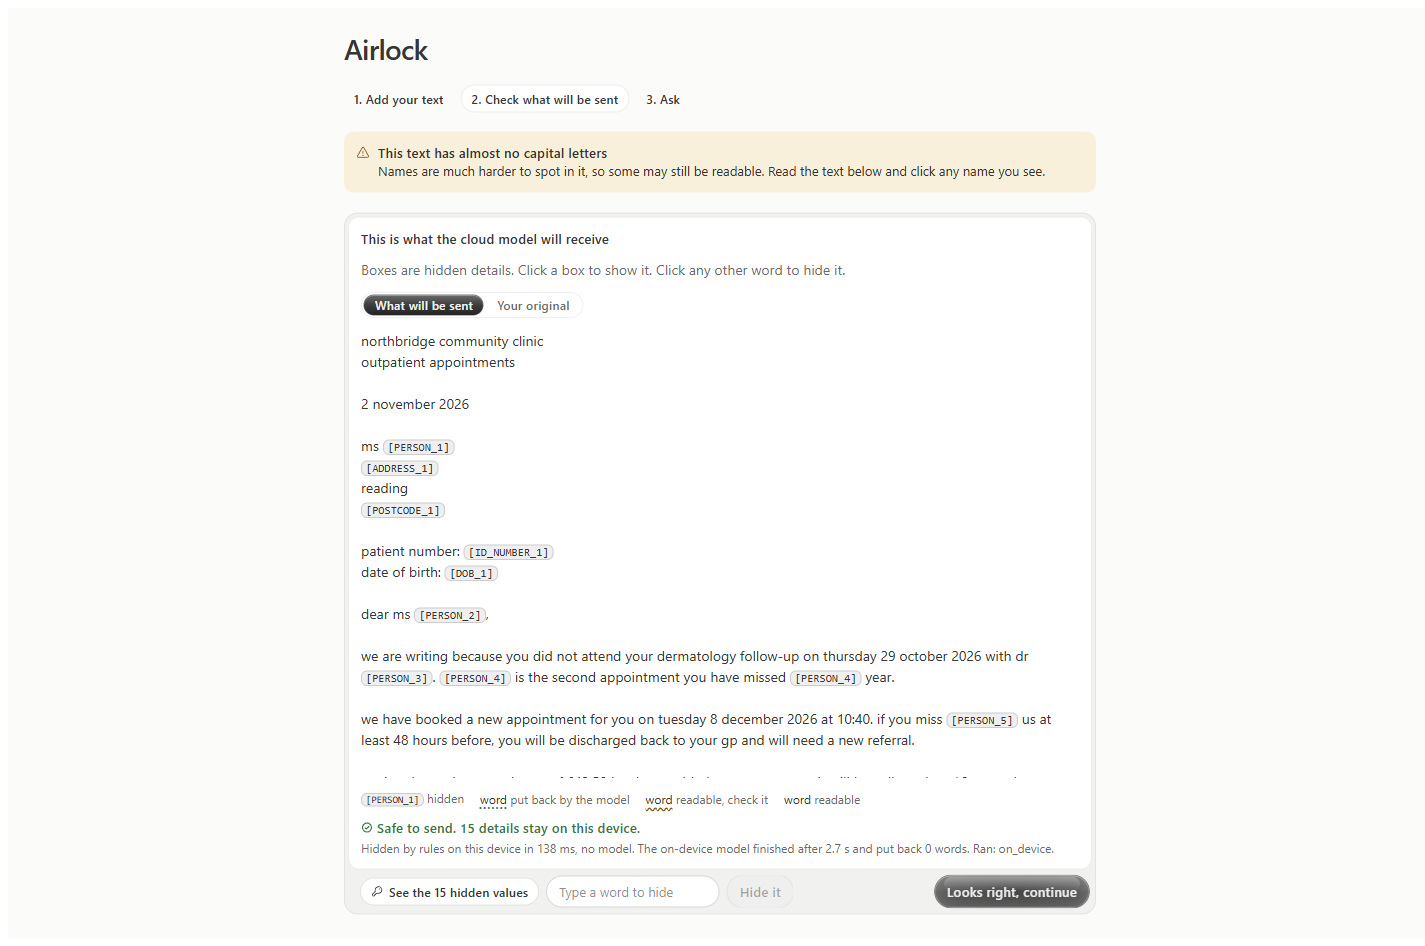 Airlock
1. Add your text
2. Check what will be sent
3. Ask
This text has almost no capital letters
Names are much harder to spot in it, so some may still be readable. Read the text below and click any name you see.
This is what the cloud model will receive
Boxes are hidden details. Click a box to show it. Click any other word to hide it.
What will be sent
Your original
northbridge community clinic
outpatient appointments
2 november 2026
ms [PERSON_1]
[ADDRESS_1]
reading
[POSTCODE_1]
patient number: [ID_NUMBER_1]
date of birth: [DOB_1]
dear ms [PERSON_2],
we are writing because you did not attend your dermatology follow-up on thursday 29 october 2026 with dr
[PERSON_3]. [PERSON_4] is the second appointment you have missed [PERSON_4] year.
we have booked a new appointment for you on tuesday 8 december 2026 at 10:40. if you miss [PERSON_5] us at
least 48 hours before, you will be discharged back to your gp and will need a new referral.
[PERSON_1] hidden word put back by the model word readable, check it word readable
Safe to send. 15 details stay on this device.
Hidden by rules on this device in 138 ms, no model. The on-device model finished after 2.7 s and put back 0 words. Ran: on_device.
See the 15 hidden values
Type a word to hide
Hide it
Looks right, continue